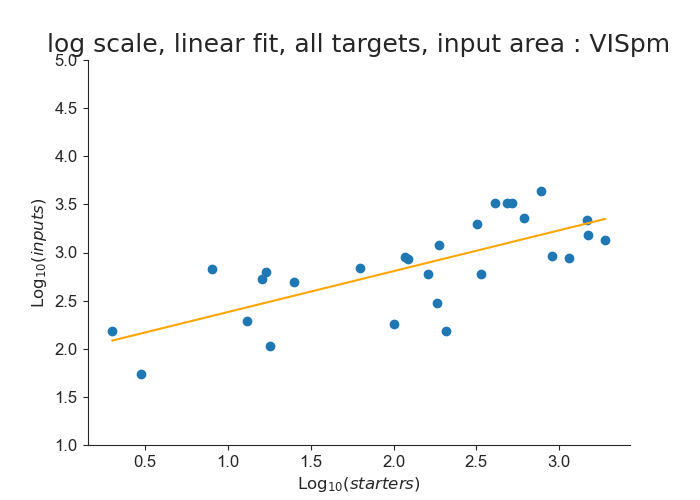 log scale, linear fit, all targets, input area : VISpm
5.0
4.5
4.0
3.5
3.0
2.5
2.0
1.5
1.0
Log₁₀(inputs)
0.5 1.0 1.5 2.0 2.5 3.0
Log₁₀(starters)